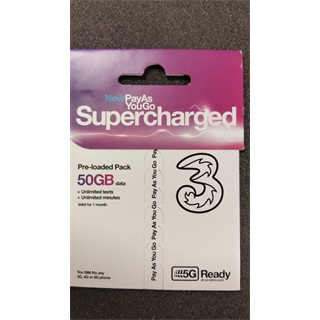 New PayAs
YouGo
Supercharged
Pre-loaded Pack
50GB data
+ Unlimited texts
+ Unlimited minutes
Valid for 1 month
Pay As You Go Pay As You Go Pay As You Go
3
This SIM fits any
3G, 4G or 5G phone
5G Ready